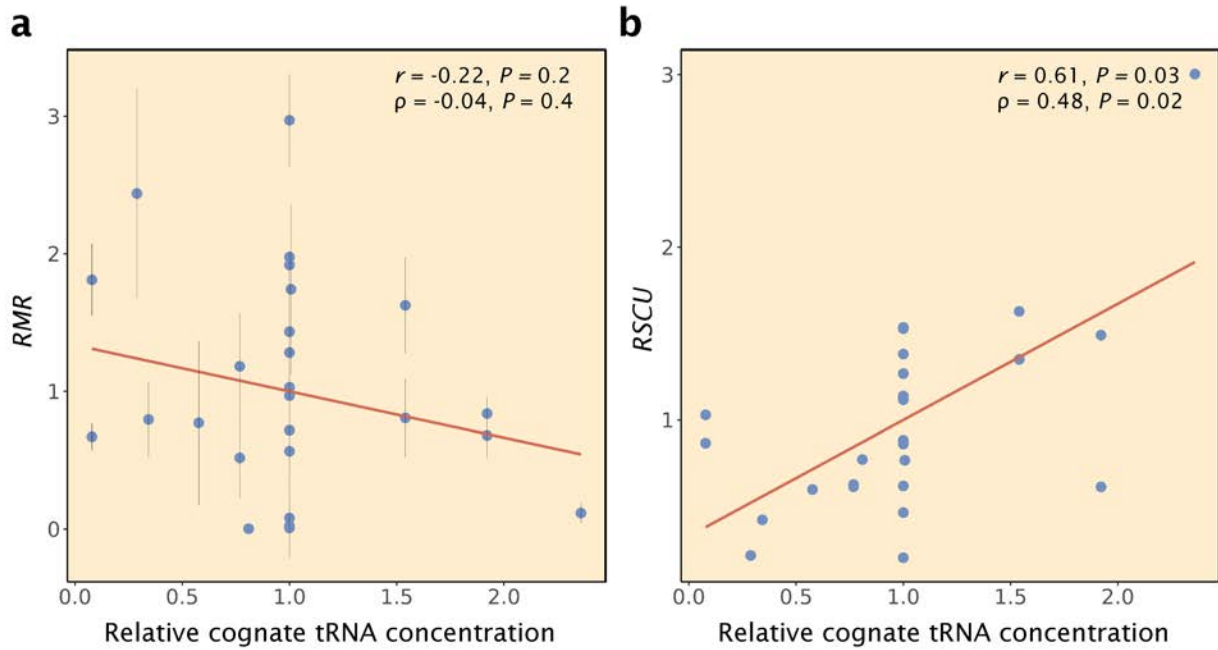 a
r = -0.22, P = 0.2
ρ = -0.04, P = 0.4
3
2
1
0
RMR
0.0 0.5 1.0 1.5 2.0
Relative cognate tRNA concentration
b
r = 0.61, P = 0.03
ρ = 0.48, P = 0.02
3
2
1
RSCU
0.0 0.5 1.0 1.5 2.0
Relative cognate tRNA concentration